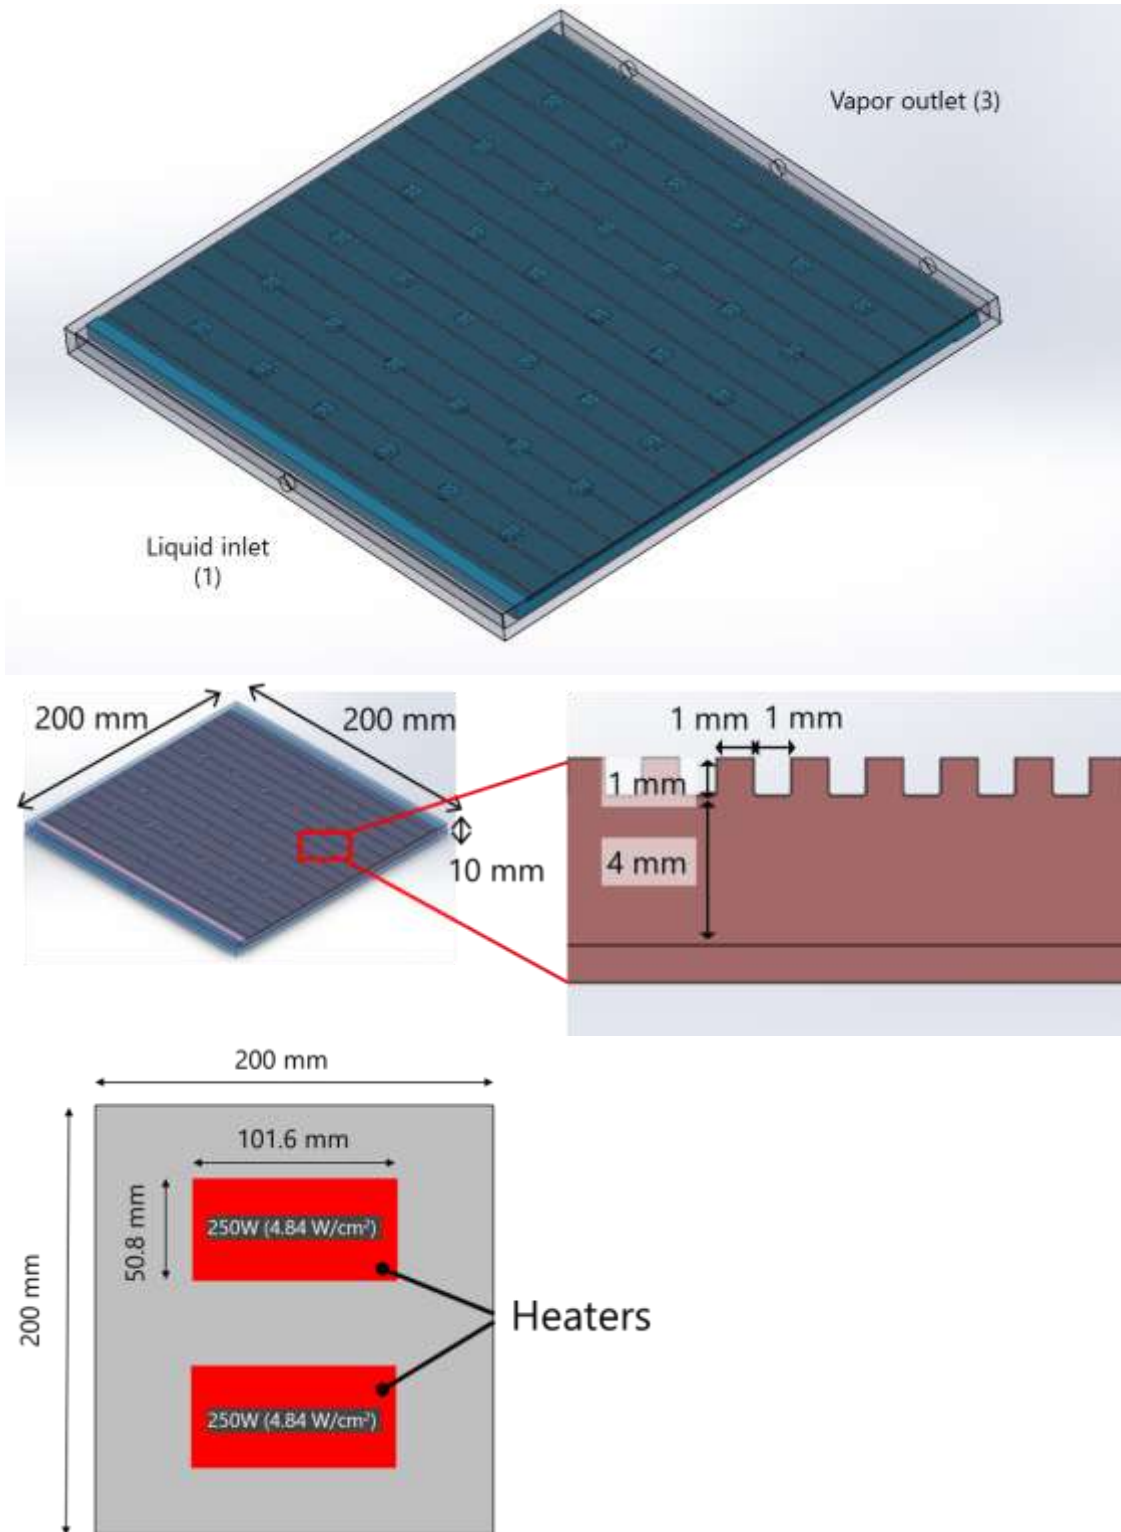 Vapor outlet (3)
Liquid inlet
(1)
200 mm
200 mm
10 mm
1 mm
1 mm
1 mm
4 mm
200 mm
101.6 mm
50.8 mm
200 mm
250W (4.84 W/cm²)
Heaters
250W (4.84 W/cm²)